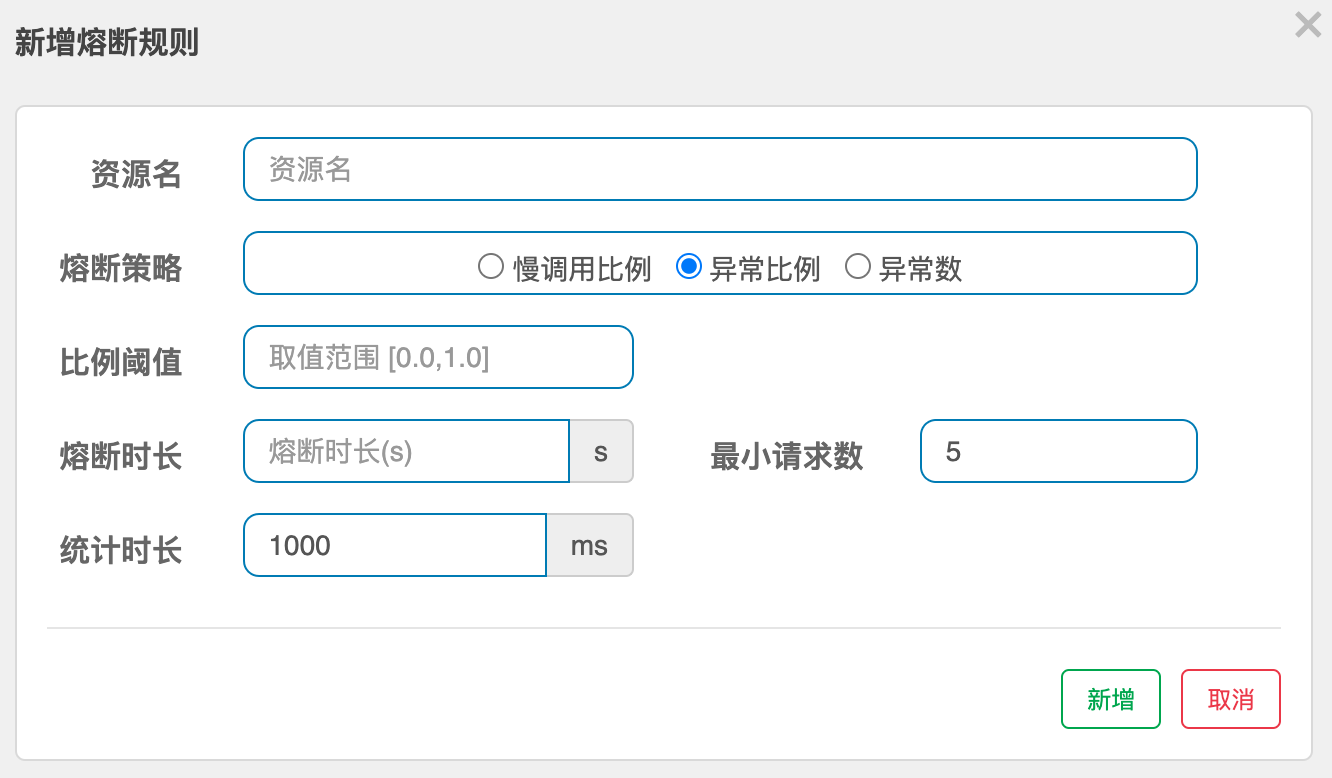 新增熔断规则
×
资源名 资源名
熔断策略 慢调用比例 异常比例 异常数
比例阈值 取值范围 [0.0,1.0]
熔断时长 熔断时长(s) s 最小请求数 5
统计时长 1000 ms
新增 取消